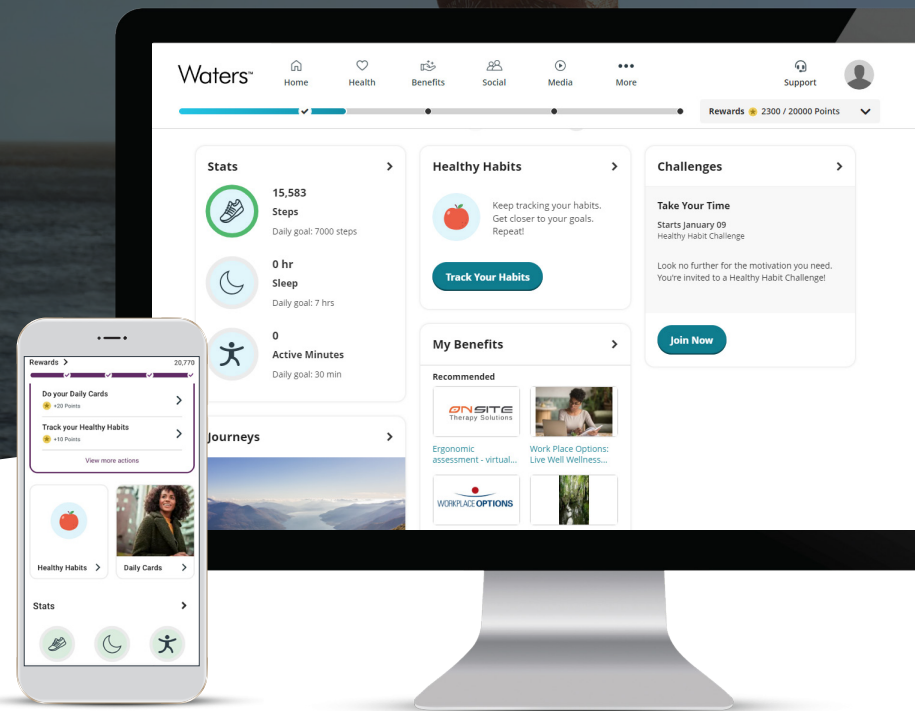 Waters™
Home
Health
Benefits
Social
Media
More
Support
Rewards 2300 / 20000 Points
Stats
15,583
Steps
Daily goal: 7000 steps
0 hr
Sleep
Daily goal: 7 hrs
0
Active Minutes
Daily goal: 30 min
Journeys
Healthy Habits
Keep tracking your habits.
Get closer to your goals.
Repeat!
Track Your Habits
My Benefits
Recommended
ONSITE
Therapy Solutions
Ergonomic
assessment - virtual...
Work Place Options:
Live Well Wellness...
WORKPLACE OPTIONS
Challenges
Take Your Time
Starts January 09
Healthy Habit Challenge
Look no further for the motivation you need.
You're invited to a Healthy Habit Challenge!
Join Now
Rewards
20,770
Do your Daily Cards
+20 Points
Track your Healthy Habits
+10 Points
View more actions
Healthy Habits
Daily Cards
Stats